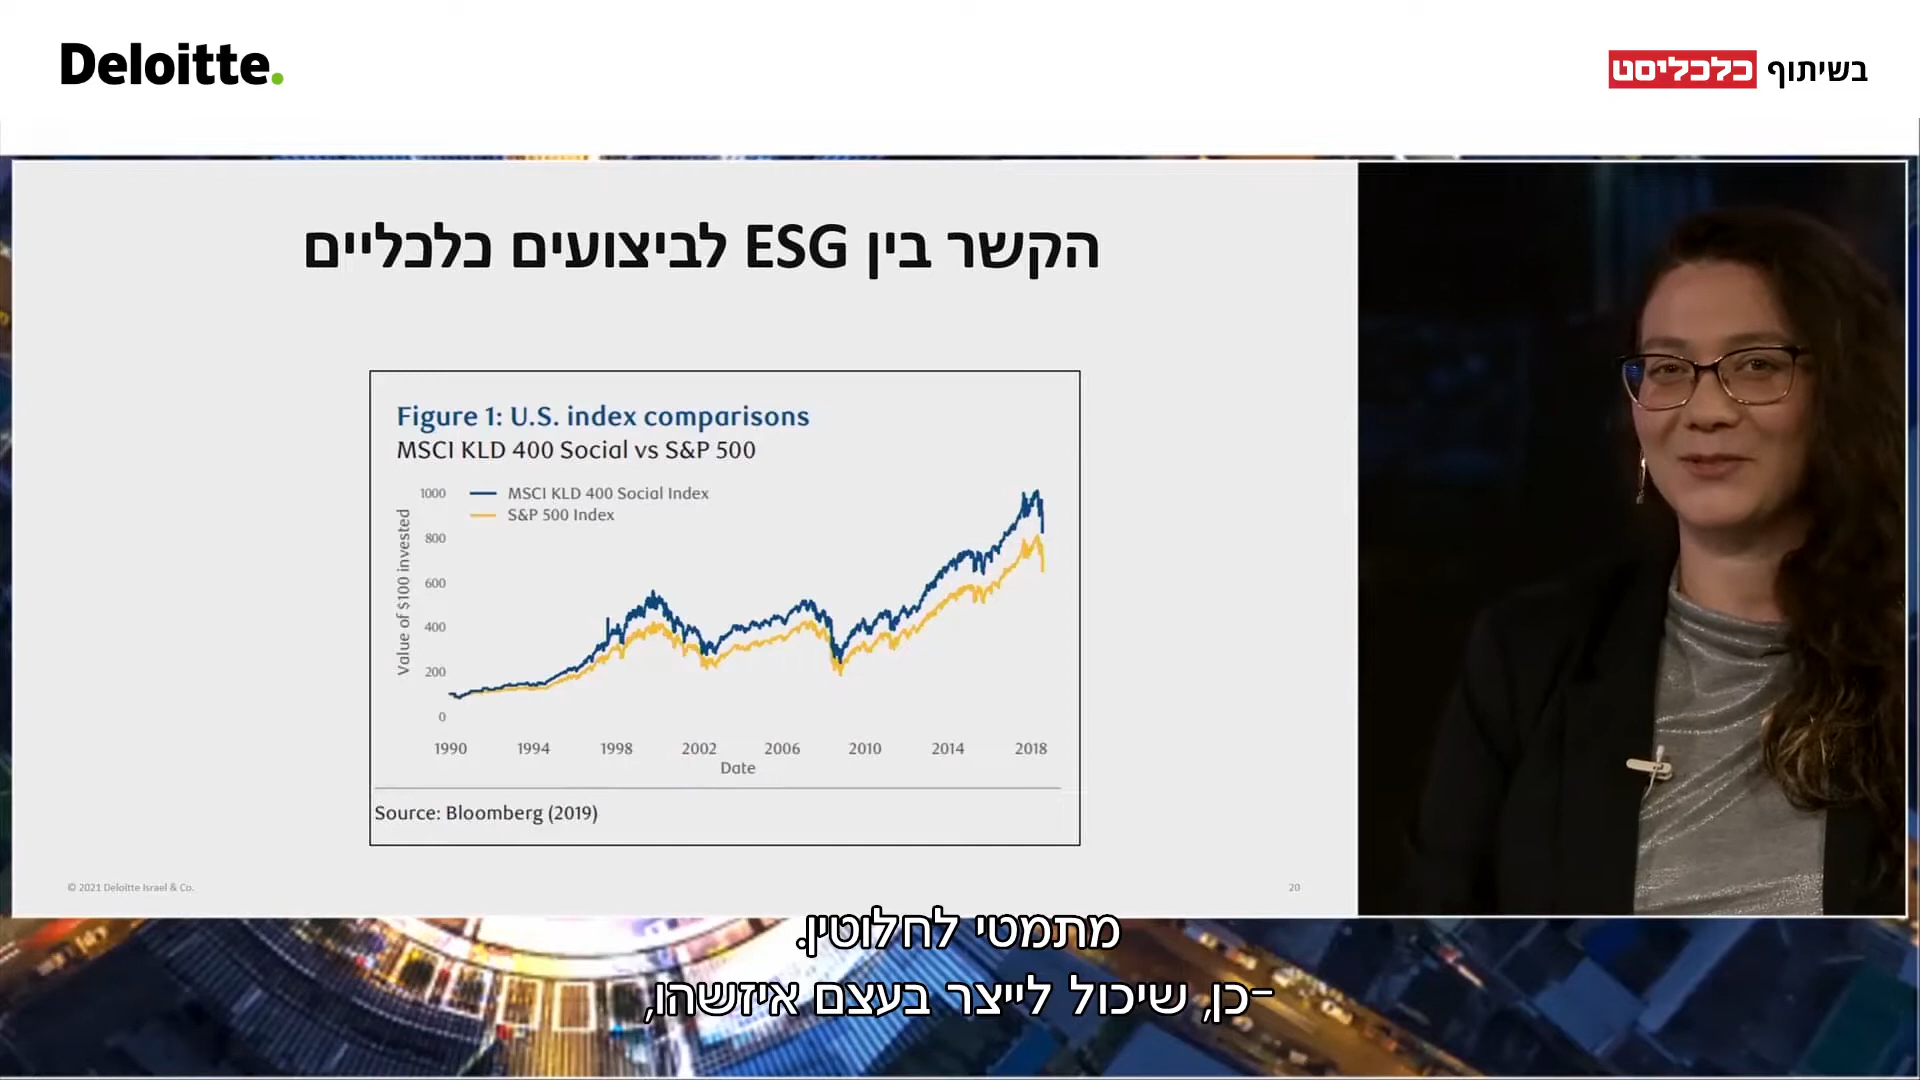 Deloitte.
בשיתוף כלכליסט
הקשר בין ESG לביצועים כלכליים
Figure 1: U.S. index comparisons
MSCI KLD 400 Social vs S&P 500
MSCI KLD 400 Social Index
S&P 500 Index
Value of $100 invested
1000
800
600
400
200
0
1990 1994 1998 2002 2006 2010 2014 2018
Date
Source: Bloomberg (2019)
© 2021 Deloitte Israel & Co.
20
מתמטי לחלוטין.
-כן, שיכול לייצר בעצם איזשהו,